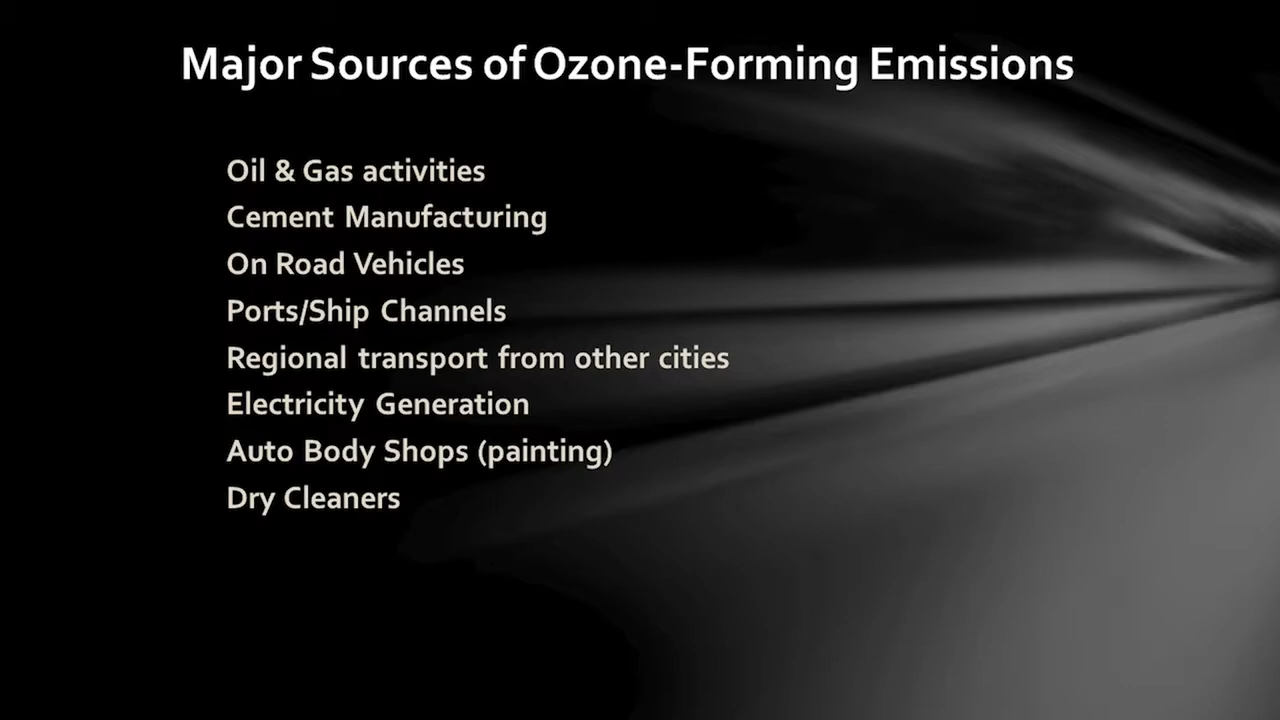 Major Sources of Ozone-Forming Emissions
Oil & Gas activities
Cement Manufacturing
On Road Vehicles
Ports/Ship Channels
Regional transport from other cities
Electricity Generation
Auto Body Shops (painting)
Dry Cleaners